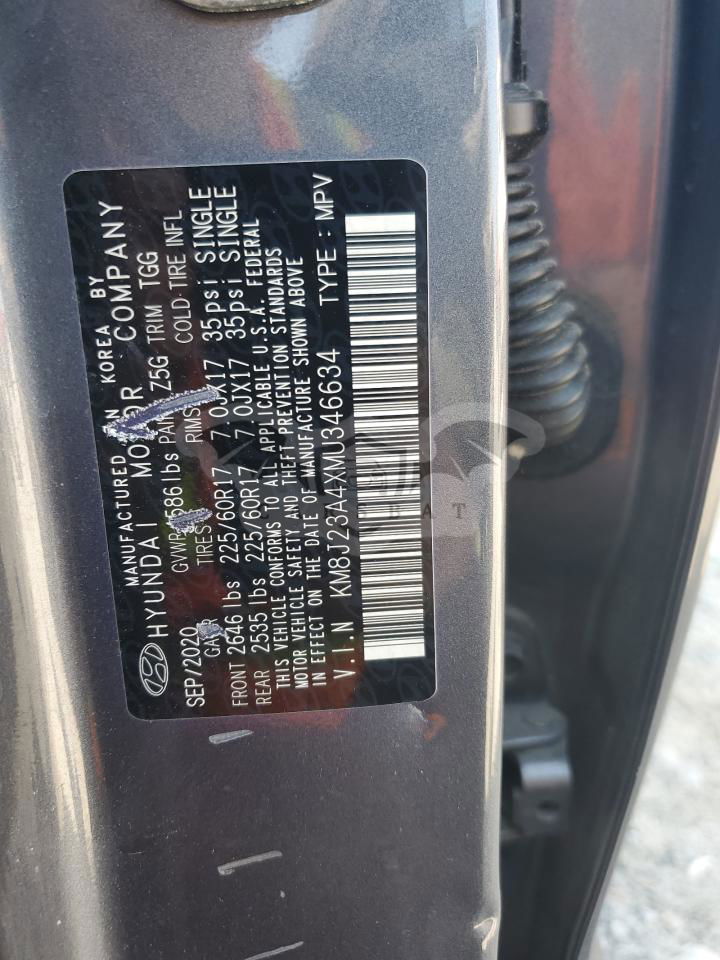 MANUFACTURED IN KOREA BY
HYUNDAI MOTOR COMPANY
SEP/2020 GVWR 586 lbs PAINT Z5G TRIM TGG
GAWR TIRES RIMS COLD TIRE INFL
FRONT 2646 lbs 225/60R17 7.0JX17 35psi SINGLE
REAR 2535 lbs 225/60R17 7.0JX17 35psi SINGLE
THIS VEHICLE CONFORMS TO ALL APPLICABLE U.S.A. FEDERAL
MOTOR VEHICLE SAFETY AND THEFT PREVENTION STANDARDS
IN EFFECT ON THE DATE OF MANUFACTURE SHOWN ABOVE
V.I.N KM8J23A4XMU346634 TYPE : MPV